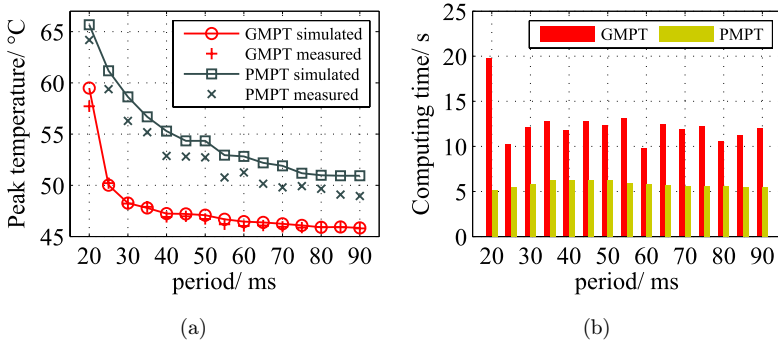 Peak temperature/ °C
65
60
55
50
45
GMPT simulated
GMPT measured
PMPT simulated
PMPT measured
20 30 40 50 60 70 80 90
period/ ms
(a)
Computing time/ s
25
20
15
10
5
0
GMPT PMPT
20 30 40 50 60 70 80 90
period/ ms
(b)